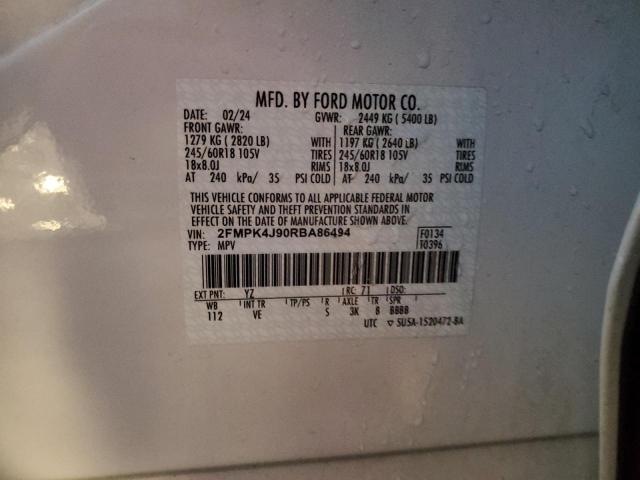 MFD. BY FORD MOTOR CO.
DATE: 02/24 GVWR: 2449 KG ( 5400 LB)
FRONT GAWR: REAR GAWR:
1279 KG ( 2820 LB) WITH 1197 KG ( 2640 LB) WITH
245/60R18 105V TIRES 245/60R18 105V TIRES
18x8.0J RIMS 18x8.0J RIMS
AT 240 kPa/ 35 PSI COLD AT 240 kPa/ 35 PSI COLD
THIS VEHICLE CONFORMS TO ALL APPLICABLE FEDERAL MOTOR
VEHICLE SAFETY AND THEFT PREVENTION STANDARDS IN
EFFECT ON THE DATE OF MANUFACTURE SHOWN ABOVE.
VIN: 2FMPK4J90RBA86494 F0134
TYPE: MPV T0396
EXT PNT: YZ RC: 71 DSO:
WB INT TR TP/PS R AXLE TR SPR
112 VE S 3K 8 BBBB
UTC ▽ SU5A-1520472-BA